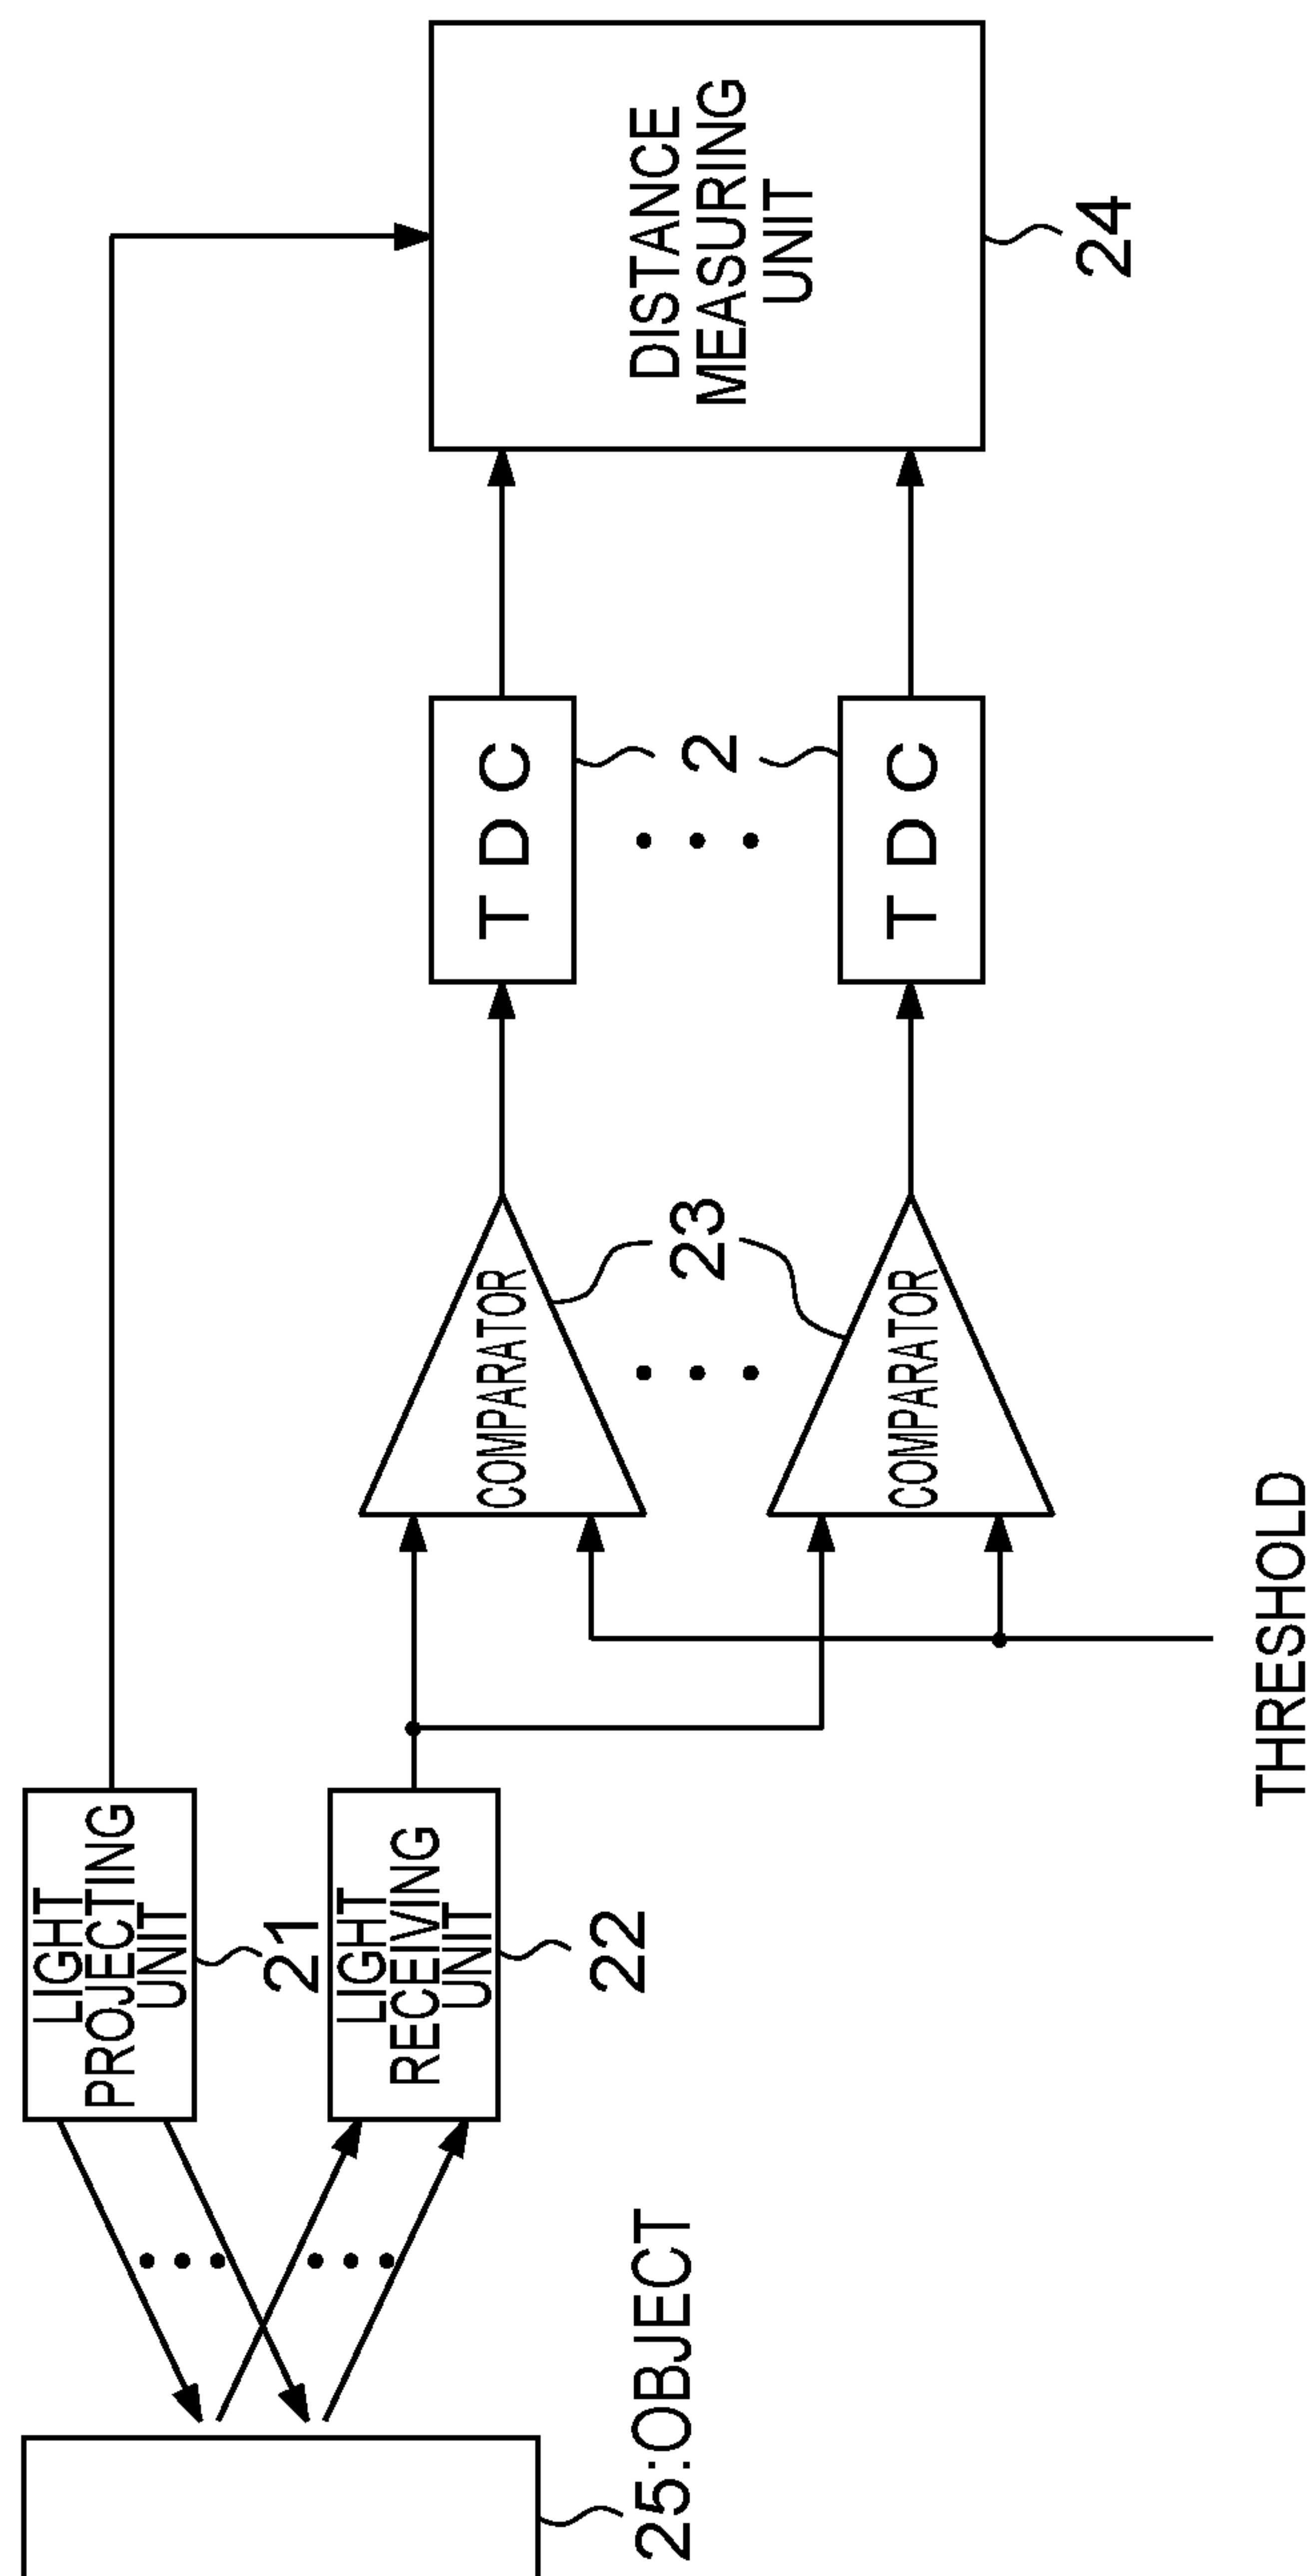 LIGHT
PROJECTING
UNIT
21
LIGHT
RECEIVING
UNIT
22
25:OBJECT
THRESHOLD
COMPARATOR
23
COMPARATOR
T D C
2
T D C
DISTANCE
MEASURING
UNIT
24